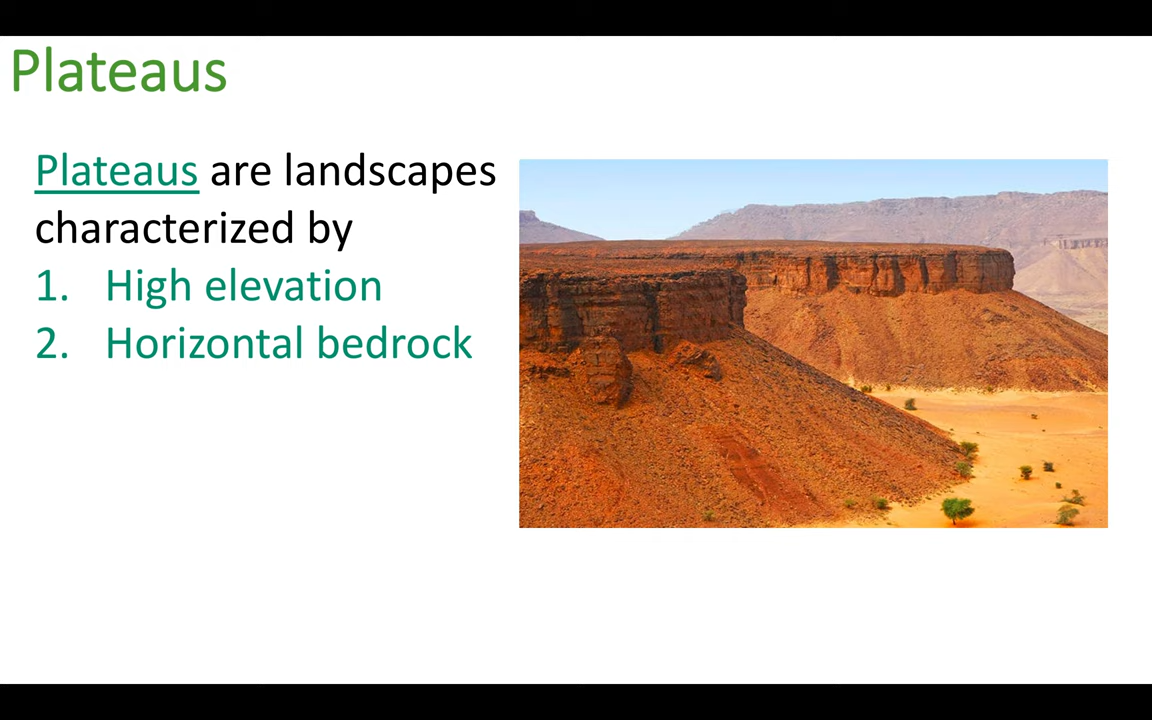 Plateaus
Plateaus are landscapes
characterized by
1. High elevation
2. Horizontal bedrock